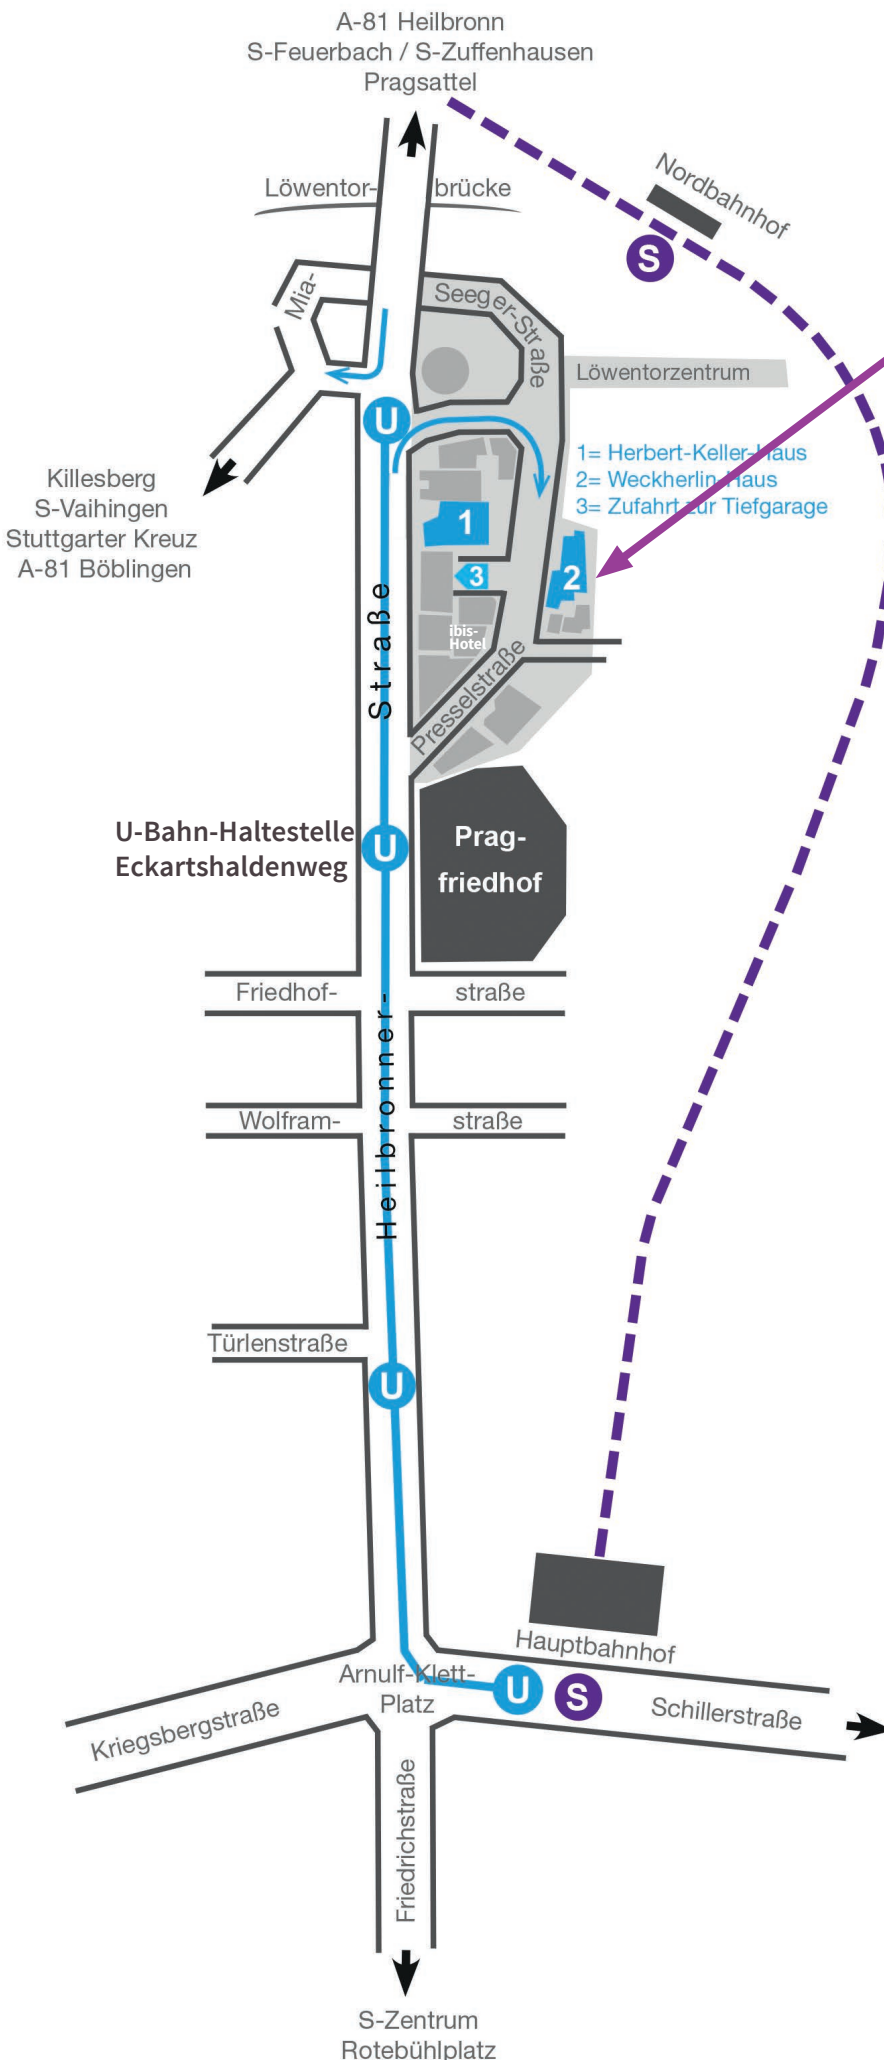 A-81 Heilbronn
S-Feuerbach / S-Zuffenhausen
Pragsattel
Nordbahnhof
S
Löwentor-
brücke
Mia-
Seeger-Straße
Löwentorzentrum
U
1= Herbert-Keller-Haus
2= Weckherlin-Haus
3= Zufahrt zur Tiefgarage
Killesberg
S-Vaihingen
Stuttgarter Kreuz
A-81 Böblingen
1
3
2
ibis-
Hotel
Straße
Presselstraße
U-Bahn-Haltestelle
Eckartshaldenweg
U
Prag-
friedhof
Friedhof-
straße
Heilbronner-
Wolfram-
straße
Türlenstraße
U
Hauptbahnhof
Arnulf-Klett-
Platz
U
S
Schillerstraße
Kriegsbergstraße
Friedrichstraße
S-Zentrum
Rotebühlplatz